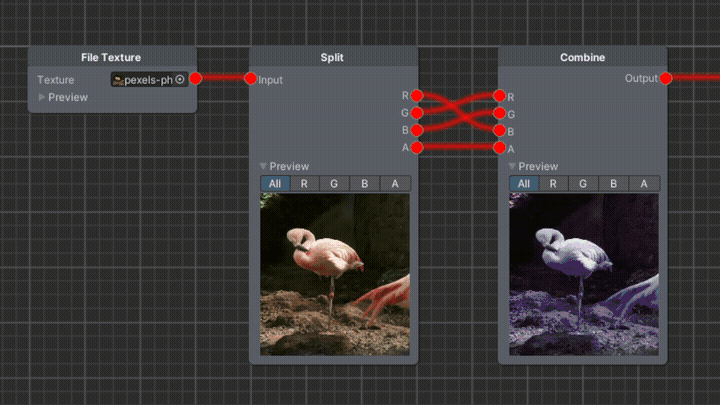 File Texture
Texture pexels-ph
Preview
Split
Input
R
G
B
A
Preview
All R G B A
Combine
Output
R
G
B
A
Preview
All R G B A